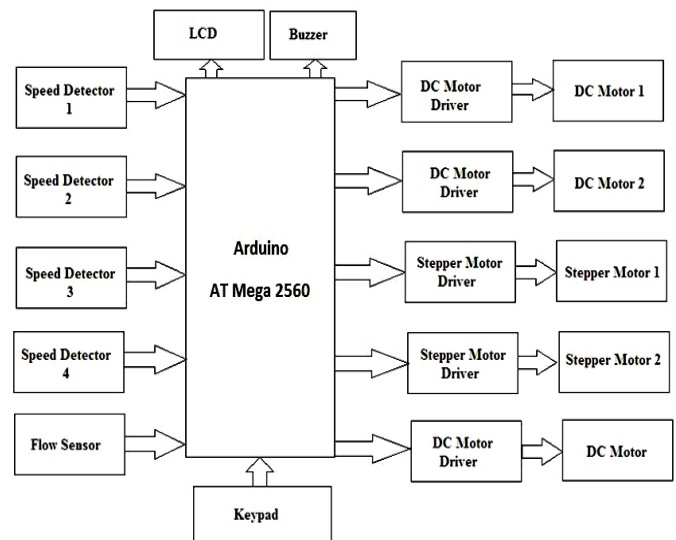 LCD
Buzzer
Speed Detector
1
DC Motor
Driver
DC Motor 1
Speed Detector
2
DC Motor
Driver
DC Motor 2
Arduino
AT Mega 2560
Speed Detector
3
Stepper Motor
Driver
Stepper Motor 1
Speed Detector
4
Stepper Motor
Driver
Stepper Motor 2
Flow Sensor
DC Motor
Driver
DC Motor
Keypad